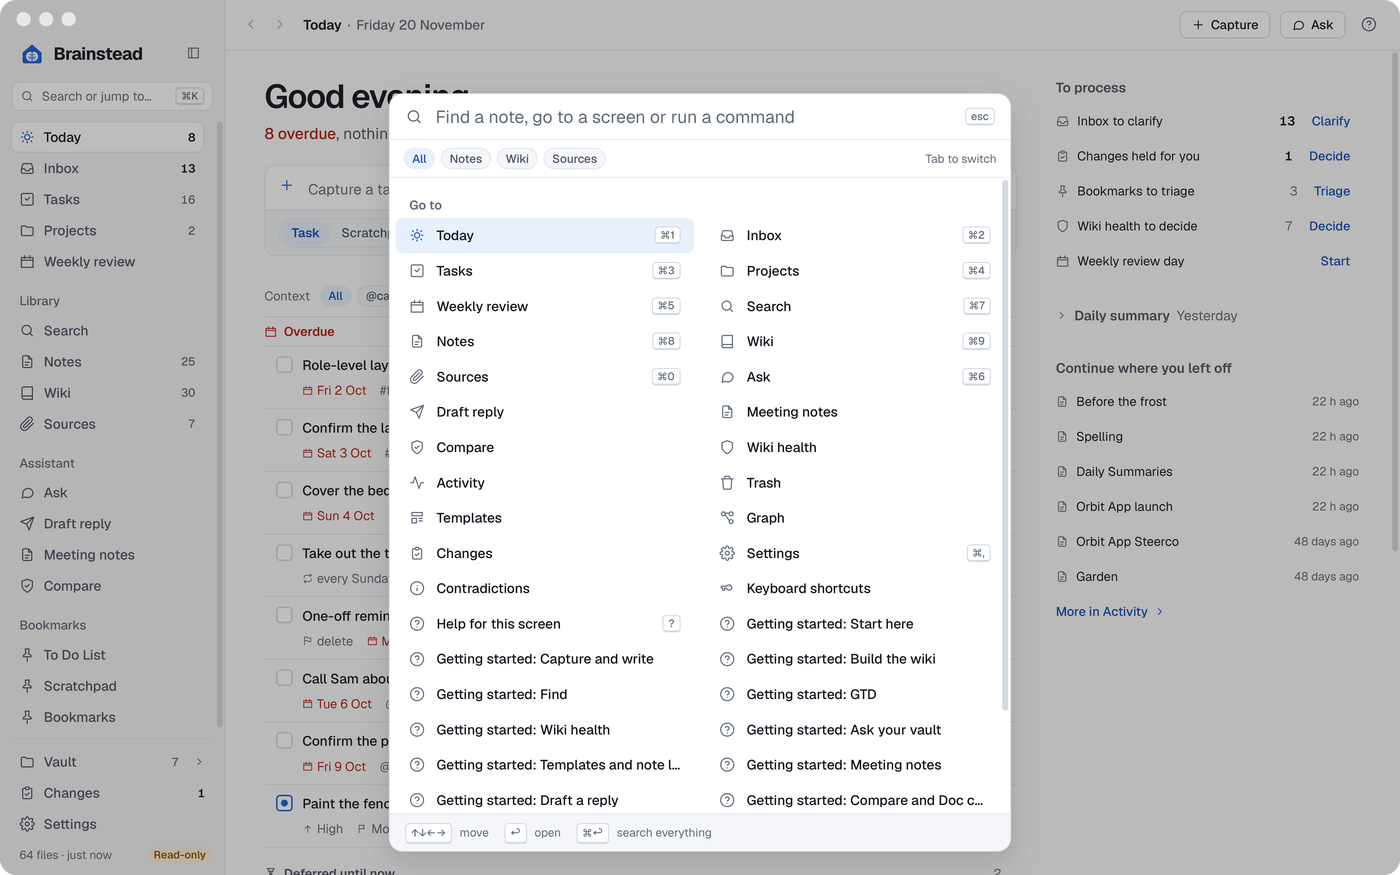 Brainstead
Search or jump to... ⌘K
Today 8
Inbox 13
Tasks 16
Projects 2
Weekly review
Library
Search
Notes 25
Wiki 30
Sources 7
Assistant
Ask
Draft reply
Meeting notes
Compare
Bookmarks
To Do List
Scratchpad
Bookmarks
Vault 7
Changes 1
Settings
64 files · just now Read-only
Today · Friday 20 November
Capture
Ask
Good evening
8 overdue, nothin
Capture a ta
Task
Context All
Overdue
Role-level lay
Fri 2 Oct
Confirm the la
Sat 3 Oct
Cover the bed
Sun 4 Oct
Take out the t
every Sunda
One-off remin
delete
Call Sam abou
Tue 6 Oct
Confirm the p
Fri 9 Oct
Paint the fenc
High Mo
Deferred until now 2
Find a note, go to a screen or run a command esc
All Notes Wiki Sources Tab to switch
Go to
Today ⌘1 Inbox ⌘2
Tasks ⌘3 Projects ⌘4
Weekly review ⌘5 Search ⌘7
Notes ⌘8 Wiki ⌘9
Sources ⌘0 Ask ⌘6
Draft reply Meeting notes
Compare Wiki health
Activity Trash
Templates Graph
Changes Settings ⌘,
Contradictions Keyboard shortcuts
Help for this screen ? Getting started: Start here
Getting started: Capture and write Getting started: Build the wiki
Getting started: Find Getting started: GTD
Getting started: Wiki health Getting started: Ask your vault
Getting started: Templates and note l... Getting started: Meeting notes
Getting started: Draft a reply Getting started: Compare and Doc c...
↑↓←→ move ↩ open ⌘↩ search everything
To process
Inbox to clarify 13 Clarify
Changes held for you 1 Decide
Bookmarks to triage 3 Triage
Wiki health to decide 7 Decide
Weekly review day Start
Daily summary Yesterday
Continue where you left off
Before the frost 22 h ago
Spelling 22 h ago
Daily Summaries 22 h ago
Orbit App launch 22 h ago
Orbit App Steerco 48 days ago
Garden 48 days ago
More in Activity